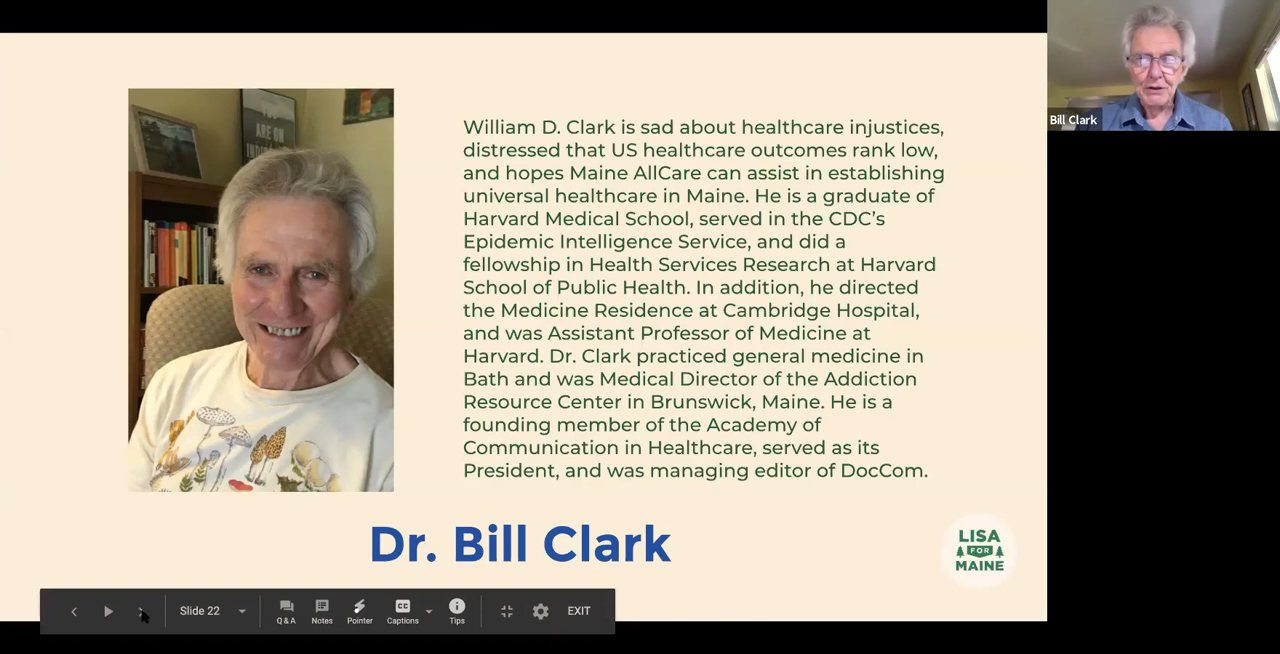 William D. Clark is sad about healthcare injustices,
distressed that US healthcare outcomes rank low,
and hopes Maine AllCare can assist in establishing
universal healthcare in Maine. He is a graduate of
Harvard Medical School, served in the CDC’s
Epidemic Intelligence Service, and did a
fellowship in Health Services Research at Harvard
School of Public Health. In addition, he directed
the Medicine Residence at Cambridge Hospital,
and was Assistant Professor of Medicine at
Harvard. Dr. Clark practiced general medicine in
Bath and was Medical Director of the Addiction
Resource Center in Brunswick, Maine. He is a
founding member of the Academy of
Communication in Healthcare, served as its
President, and was managing editor of DocCom.
Dr. Bill Clark
LISA
FOR
MAINE
Bill Clark
ARE ON
Slide 22
Q & A
Notes
Pointer
CC
Captions
Tips
EXIT